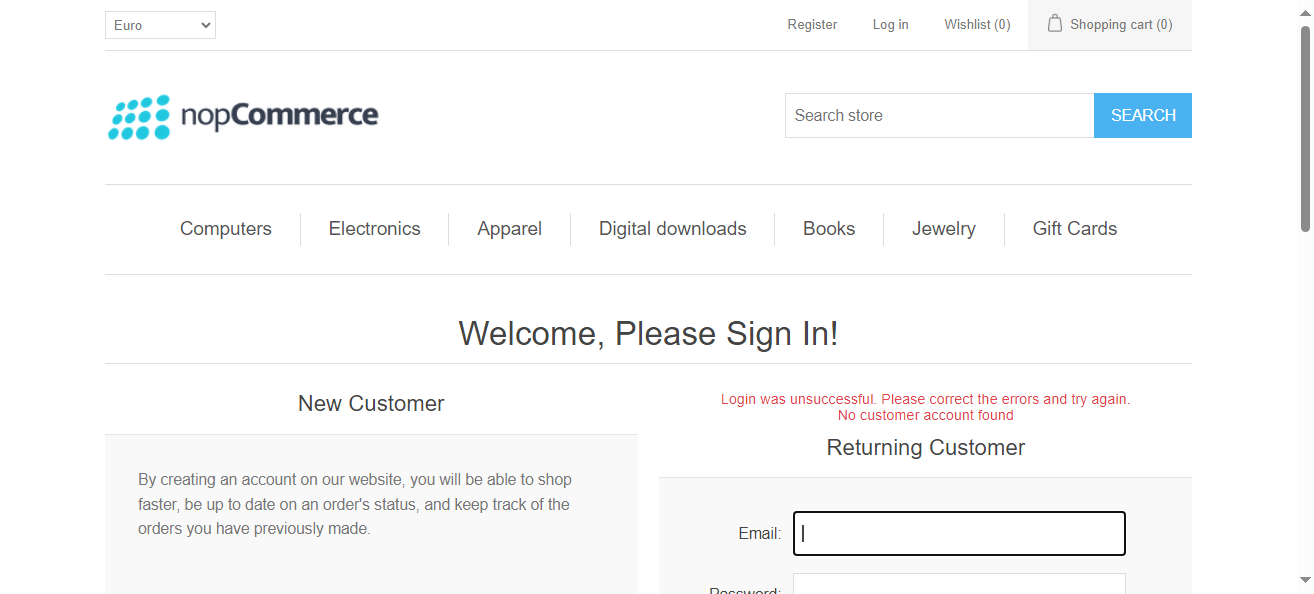 Euro
Register Log in Wishlist (0) Shopping cart (0)
nopCommerce
Search store SEARCH
Computers Electronics Apparel Digital downloads Books Jewelry Gift Cards
Welcome, Please Sign In!
New Customer
By creating an account on our website, you will be able to shop
faster, be up to date on an order's status, and keep track of the
orders you have previously made.
Login was unsuccessful. Please correct the errors and try again.
No customer account found
Returning Customer
Email:
Password: